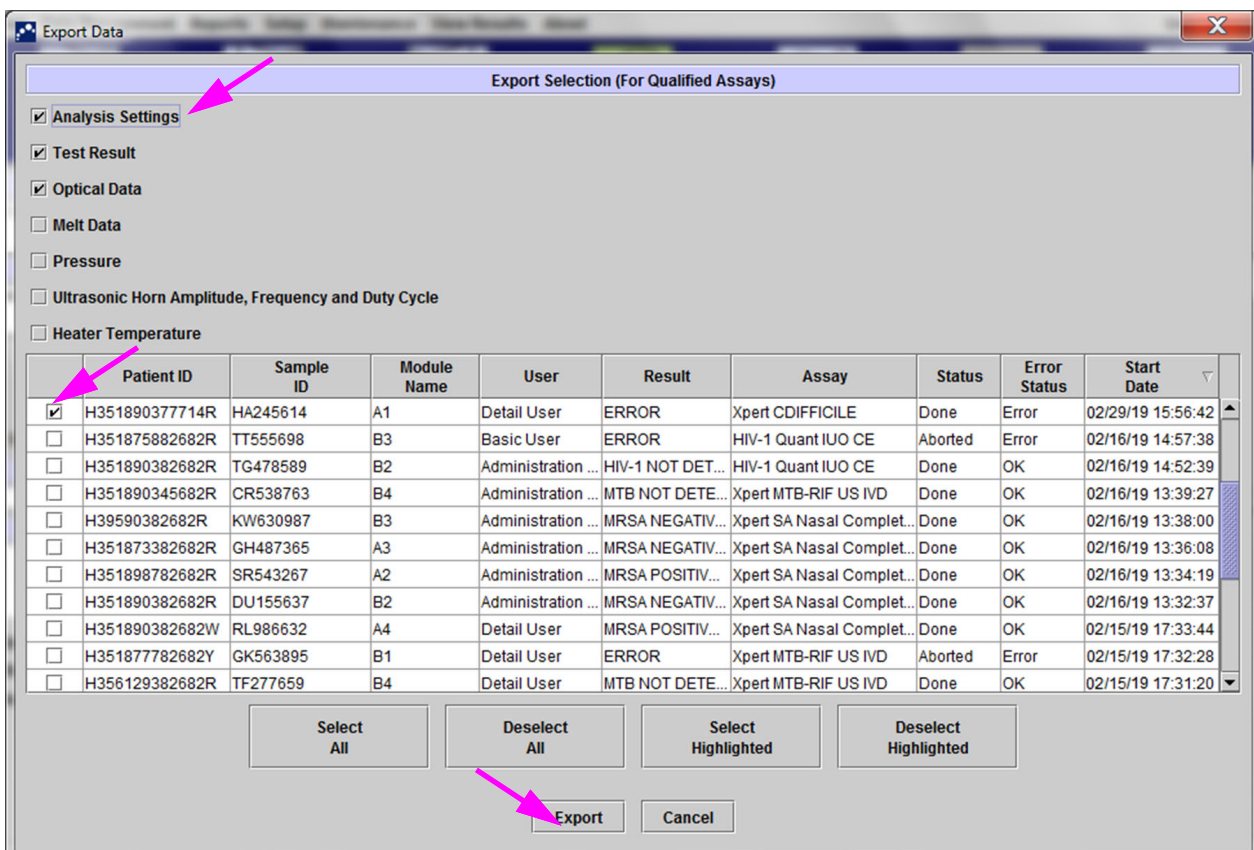 Export Data
Export Selection (For Qualified Assays)
Analysis Settings
Test Result
Optical Data
Melt Data
Pressure
Ultrasonic Horn Amplitude, Frequency and Duty Cycle
Heater Temperature
Patient ID Sample ID Module Name User Result Assay Status Error Status Start Date
H351890377714R HA245614 A1 Detail User ERROR Xpert CDIFFICILE Done Error 02/29/19 15:56:42
H351875882682R TT555698 B3 Basic User ERROR HIV-1 Quant IUO CE Aborted Error 02/16/19 14:57:38
H351890382682R TG478589 B2 Administration ... HIV-1 NOT DET... HIV-1 Quant IUO CE Done OK 02/16/19 14:52:39
H351890345682R CR538763 B4 Administration ... MTB NOT DETE... Xpert MTB-RIF US IVD Done OK 02/16/19 13:39:27
H39590382682R KW630987 B3 Administration ... MRSA NEGATIV... Xpert SA Nasal Complet... Done OK 02/16/19 13:38:00
H351873382682R GH487365 A3 Administration ... MRSA NEGATIV... Xpert SA Nasal Complet... Done OK 02/16/19 13:36:08
H351898782682R SR543267 A2 Administration ... MRSA POSITIV... Xpert SA Nasal Complet... Done OK 02/16/19 13:34:19
H351890382682R DU155637 B2 Administration ... MRSA NEGATIV... Xpert SA Nasal Complet... Done OK 02/16/19 13:32:37
H351890382682W RL986632 A4 Detail User MRSA POSITIV... Xpert SA Nasal Complet... Done OK 02/15/19 17:33:44
H351877782682Y GK563895 B1 Detail User ERROR Xpert MTB-RIF US IVD Aborted Error 02/15/19 17:32:28
H356129382682R TF277659 B4 Detail User MTB NOT DETE... Xpert MTB-RIF US IVD Done OK 02/15/19 17:31:20
Select All Deselect All Select Highlighted Deselect Highlighted
Export Cancel